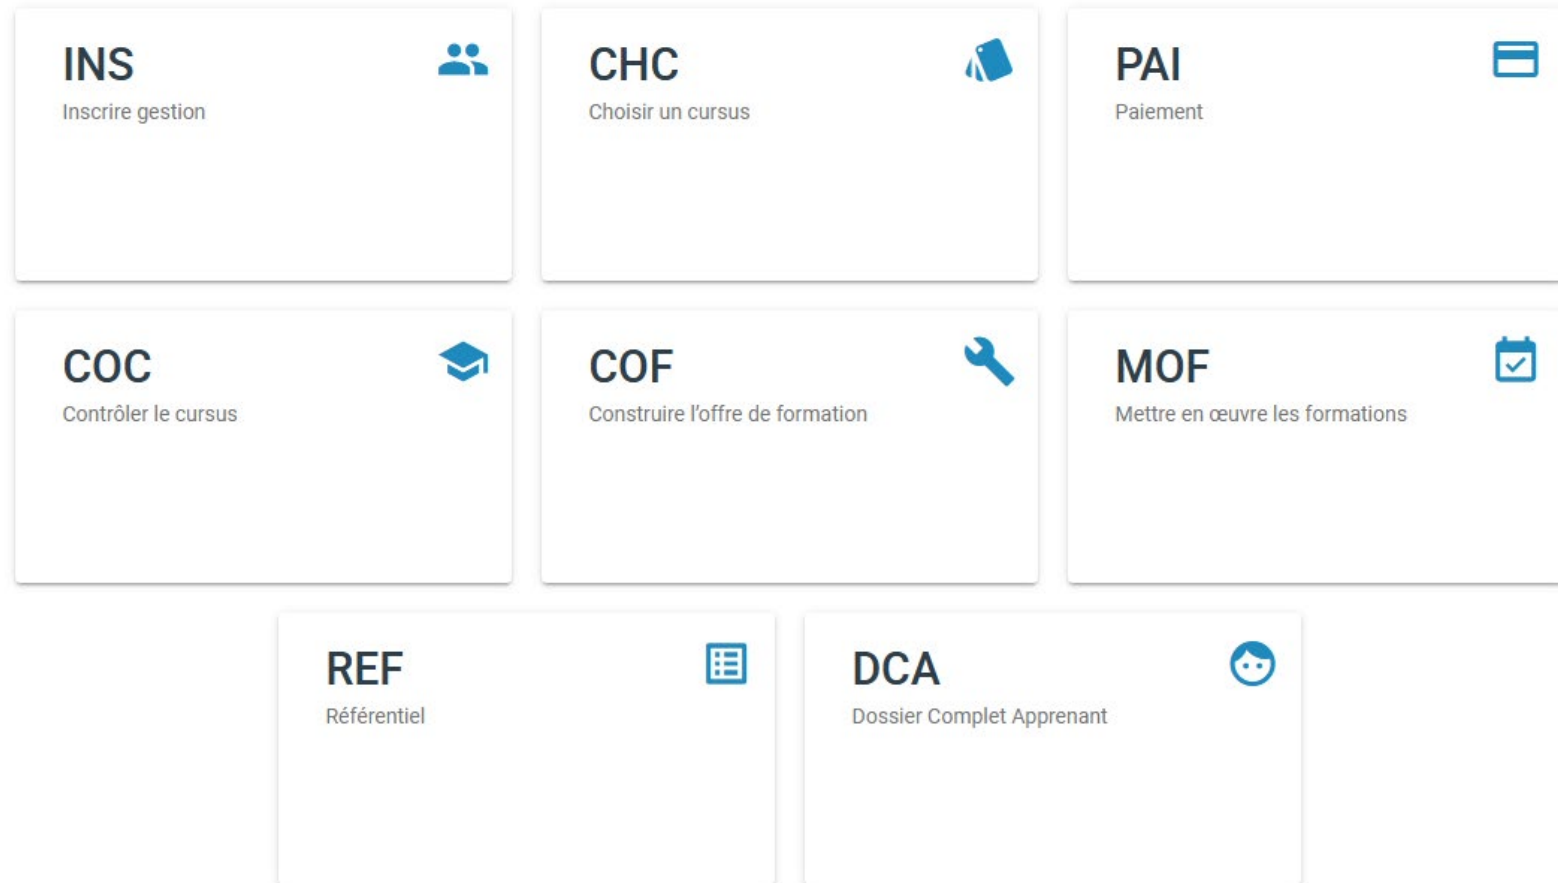 INS
Inscrire gestion
CHC
Choisir un cursus
PAI
Paiement
COC
Contrôler le cursus
COF
Construire l'offre de formation
MOF
Mettre en œuvre les formations
REF
Référentiel
DCA
Dossier Complet Apprenant